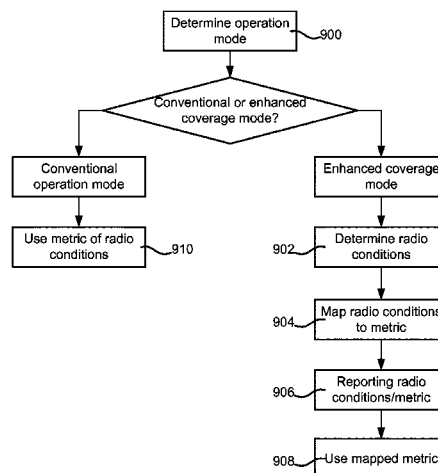 Determine operation
mode
900
Conventional or enhanced
coverage mode?
Conventional
operation mode
Enhanced coverage
mode
Use metric of radio
conditions
910
902
Determine radio
conditions
904
Map radio conditions
to metric
906
Reporting radio
conditions/metric
908
Use mapped metric